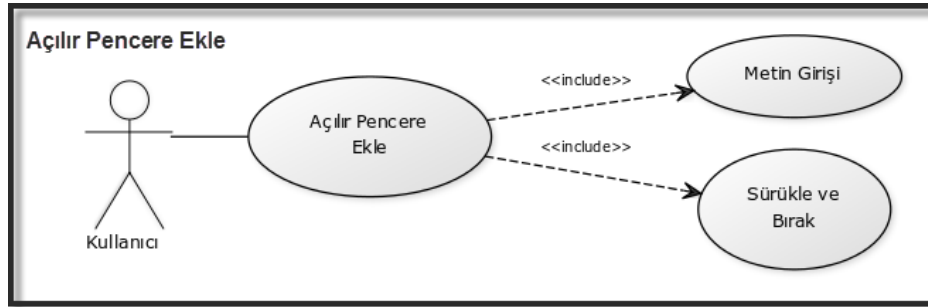 Açılır Pencere Ekle
<<include>>
Metin Girişi
Açılır Pencere
Ekle
<<include>>
Sürükle ve
Bırak
Kullanıcı